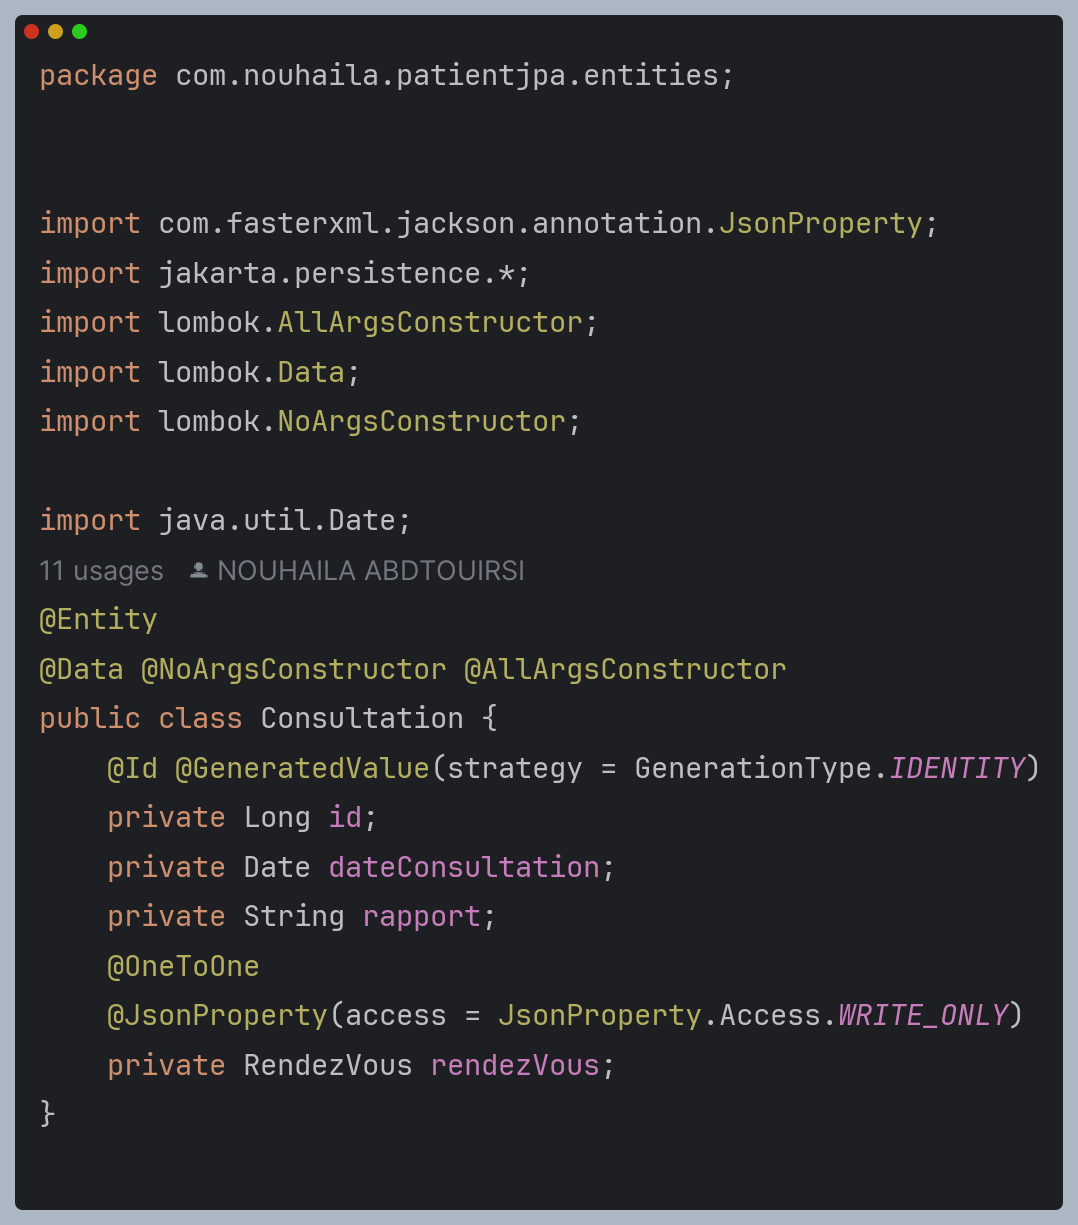 package com.nouhaila.patientjpa.entities;
import com.fasterxml.jackson.annotation.JsonProperty;
import jakarta.persistence.*;
import lombok.AllArgsConstructor;
import lombok.Data;
import lombok.NoArgsConstructor;
import java.util.Date;
11 usages NOUHAILA ABDTOUIRSI
@Entity
@Data @NoArgsConstructor @AllArgsConstructor
public class Consultation {
    @Id @GeneratedValue(strategy = GenerationType.IDENTITY)
    private Long id;
    private Date dateConsultation;
    private String rapport;
    @OneToOne
    @JsonProperty(access = JsonProperty.Access.WRITE_ONLY)
    private RendezVous rendezVous;
}